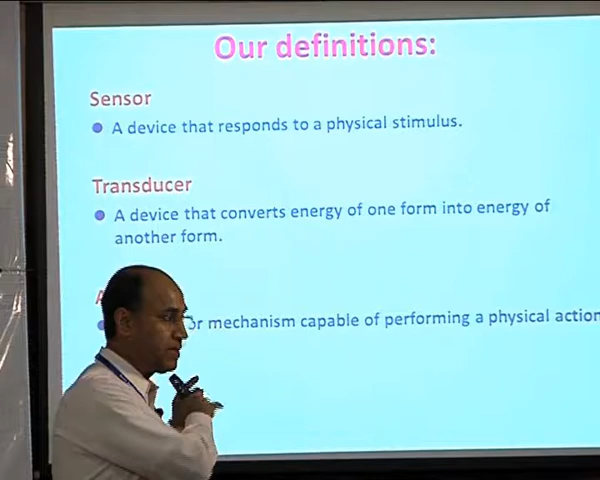 Our definitions:
Sensor
A device that responds to a physical stimulus.
Transducer
A device that converts energy of one form into energy of
another form.
or mechanism capable of performing a physical action